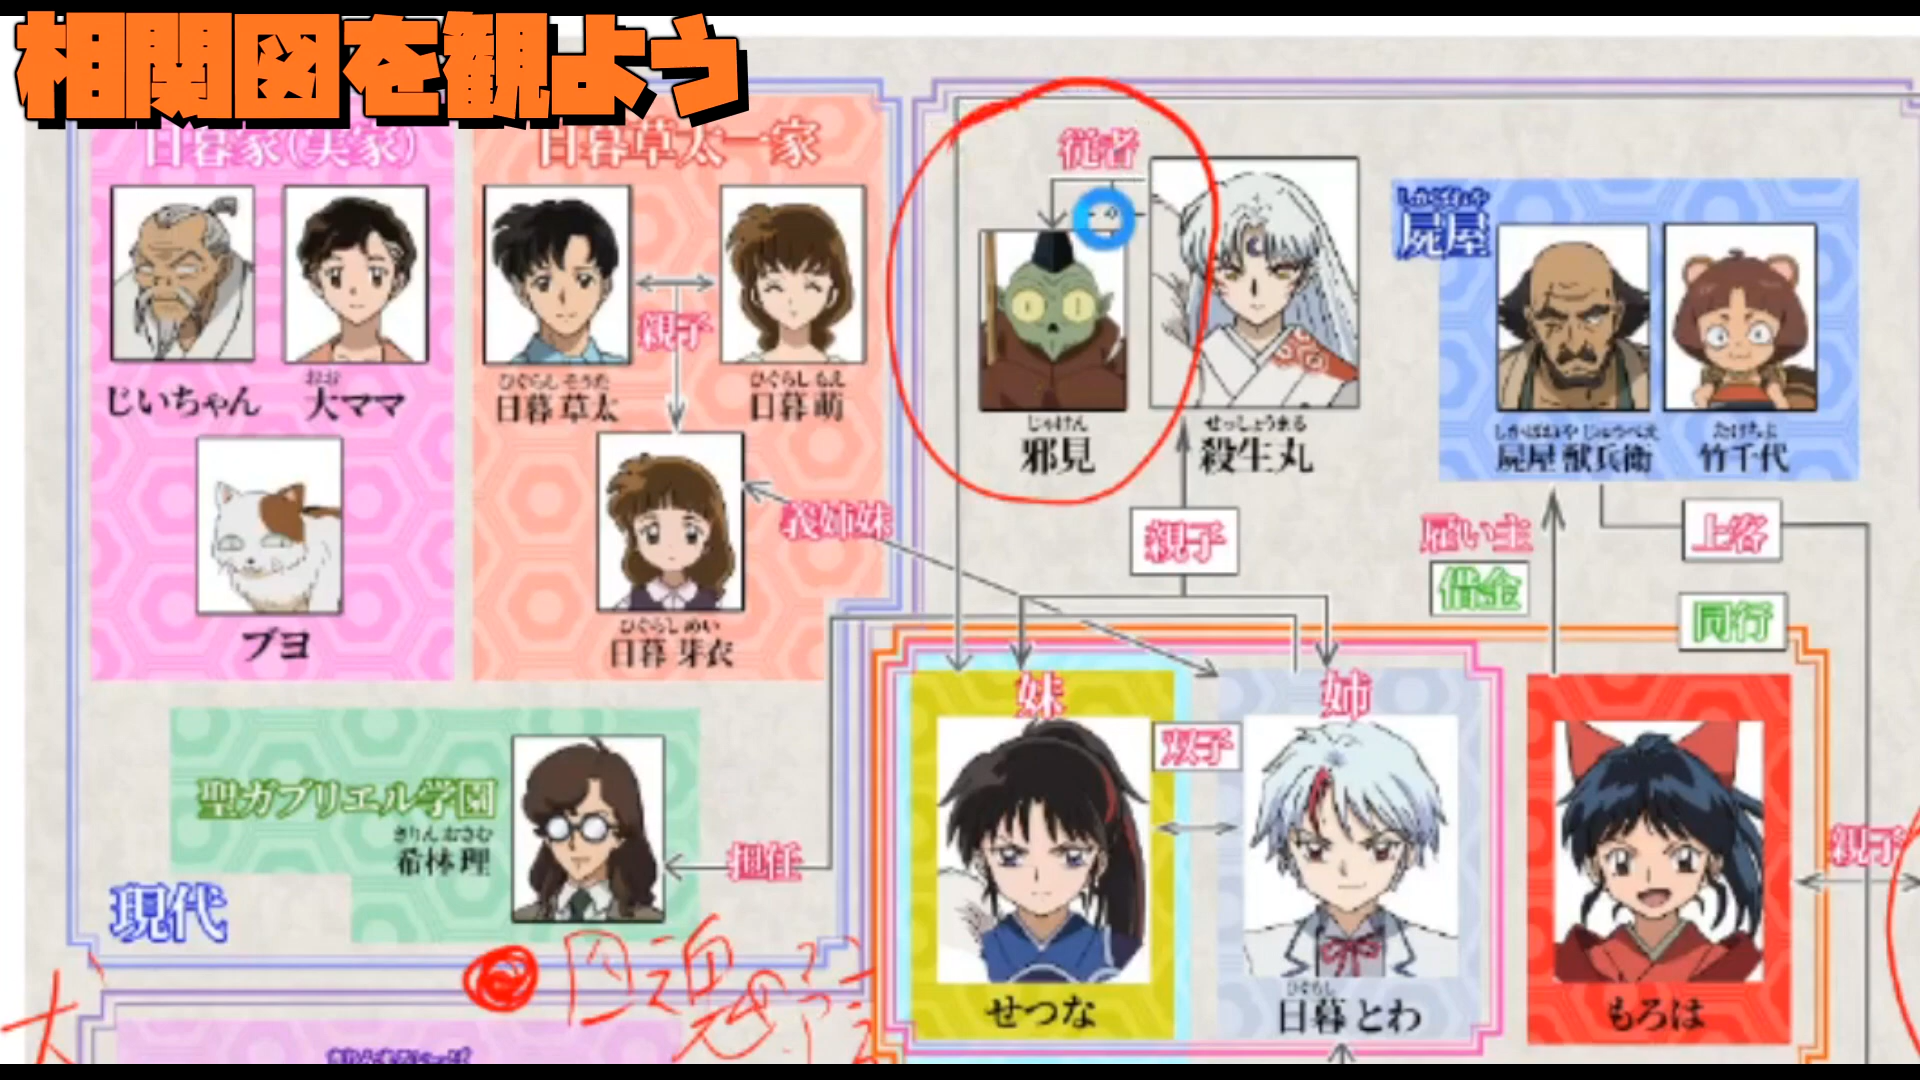 相関図を観よう
日暮家(実家)
じいちゃん
おお
大ママ
ブヨ
日暮草太一家
親子
ひぐらし そうた
日暮 草太
ひぐらし もえ
日暮 萌
ひぐらし めい
日暮 芽衣
義姉妹
聖ガブリエル学園
きりん おさむ
希林 理
担任
現代
従者
じゃけん
邪見
せっしょうまる
殺生丸
親子
しかばねや
屍屋
しかばねや じゅうべえ
屍屋 獣兵衛
たけちよ
竹千代
雇い主
借金
上客
同行
妹
せつな
双子
姉
ひぐらし
日暮 とわ
もろは
親子